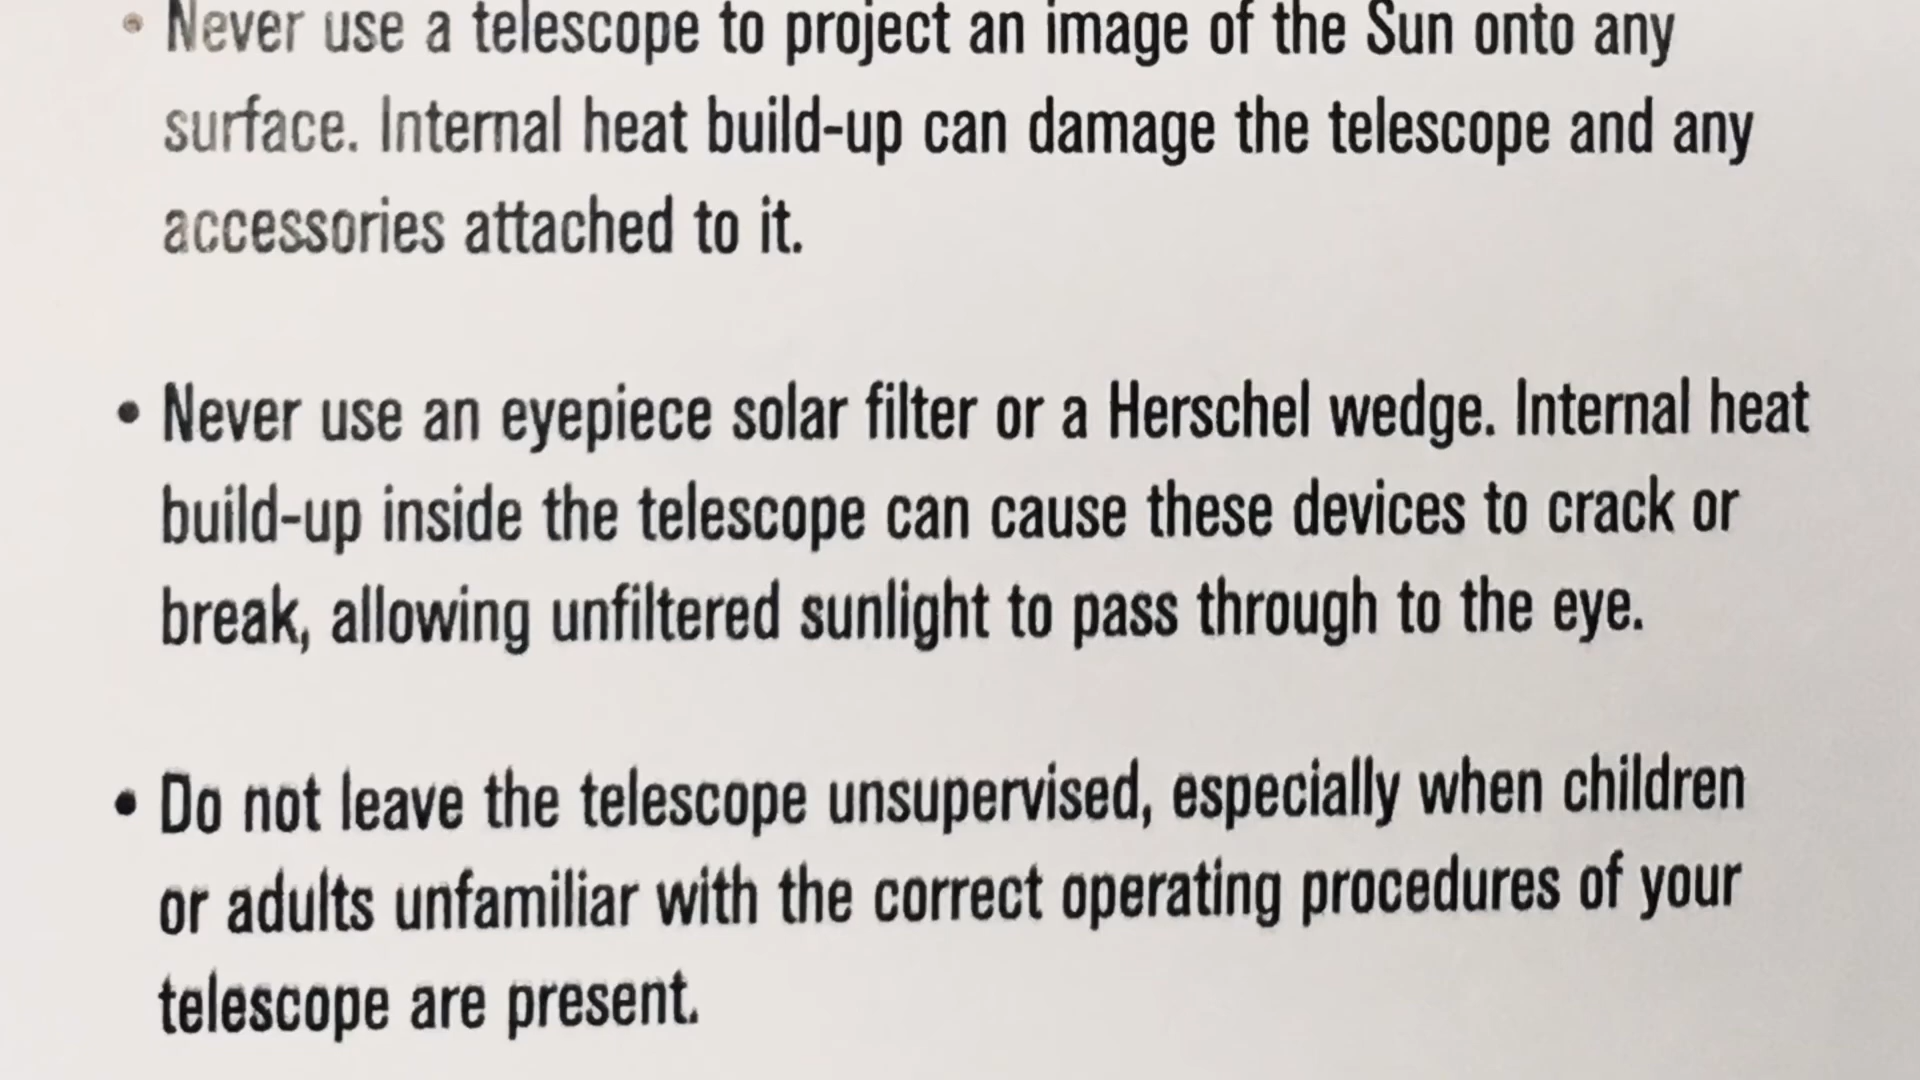 • Never use a telescope to project an image of the Sun onto any
surface. Internal heat build-up can damage the telescope and any
accessories attached to it.
• Never use an eyepiece solar filter or a Herschel wedge. Internal heat
build-up inside the telescope can cause these devices to crack or
break, allowing unfiltered sunlight to pass through to the eye.
• Do not leave the telescope unsupervised, especially when children
or adults unfamiliar with the correct operating procedures of your
telescope are present.